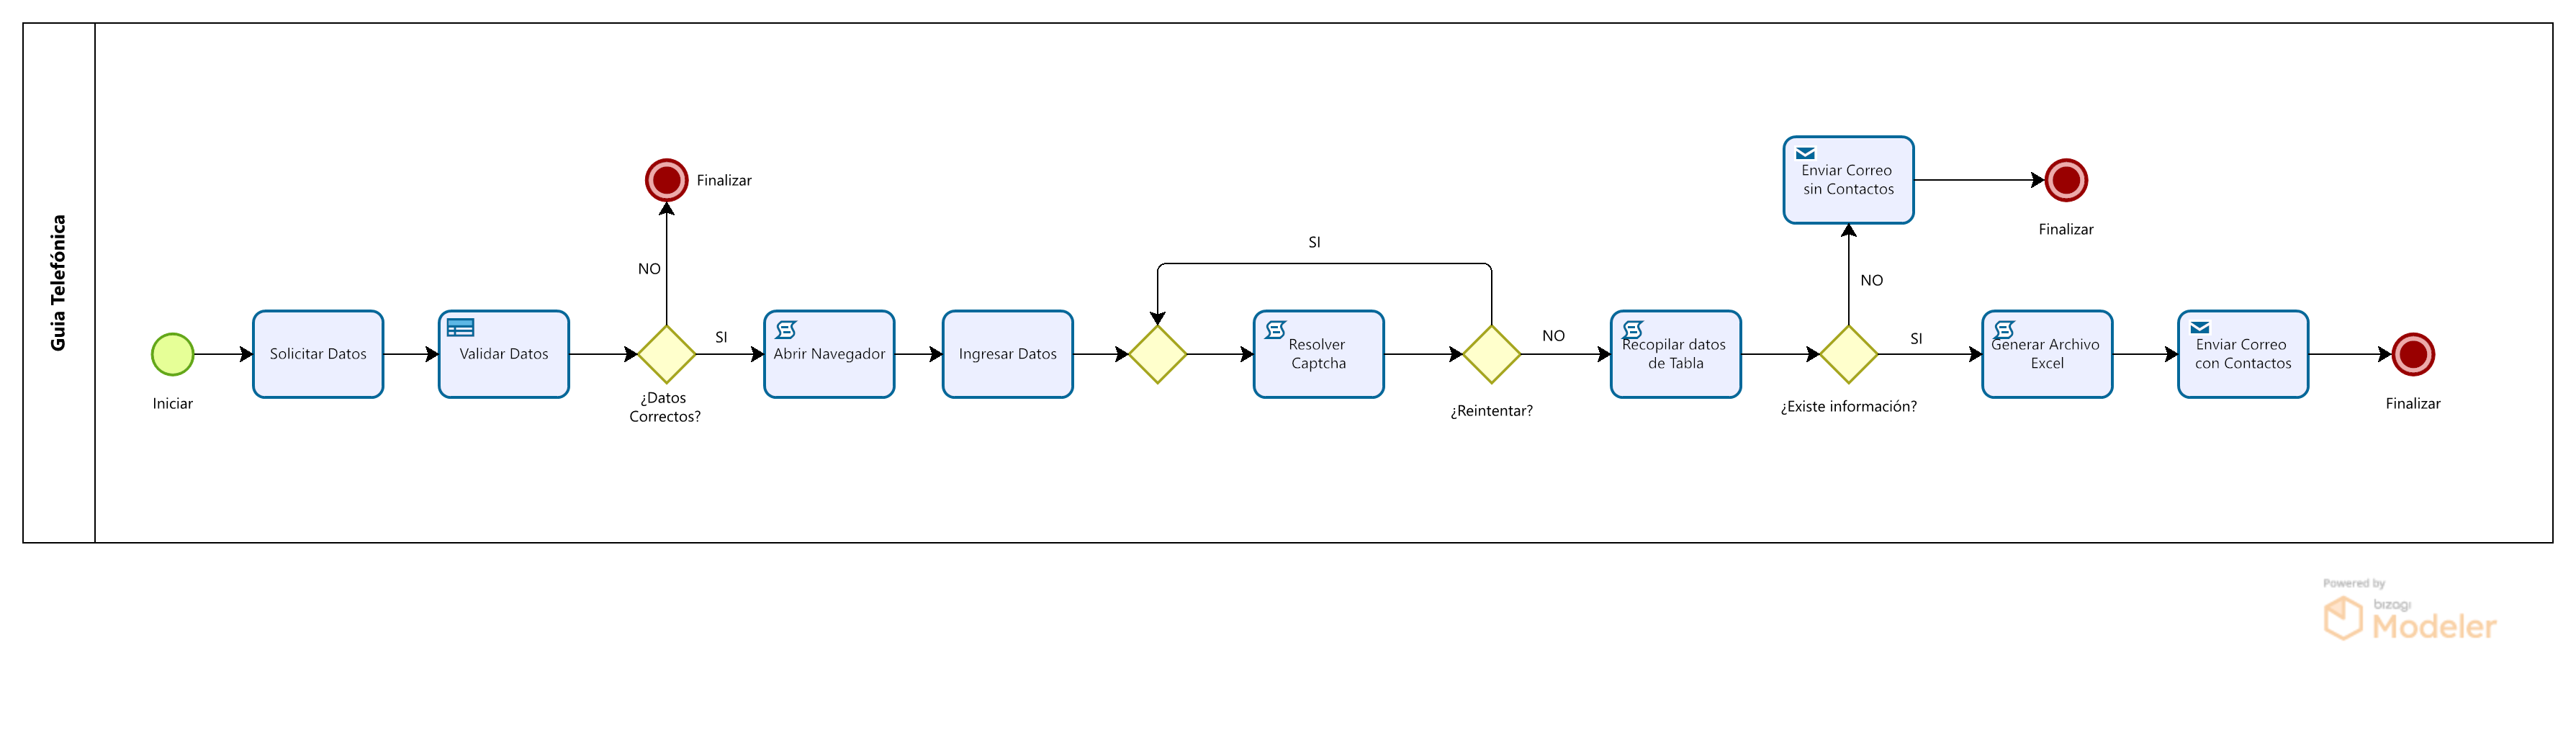 Guia Telefónica
Iniciar
Solicitar Datos
Validar Datos
¿Datos
Correctos?
NO
Finalizar
SI
Abrir Navegador
Ingresar Datos
SI
Resolver
Captcha
¿Reintentar?
NO
Recopilar datos
de Tabla
¿Existe información?
NO
Enviar Correo
sin Contactos
Finalizar
SI
Generar Archivo
Excel
Enviar Correo
con Contactos
Finalizar
Powered by
bizagi
Modeler